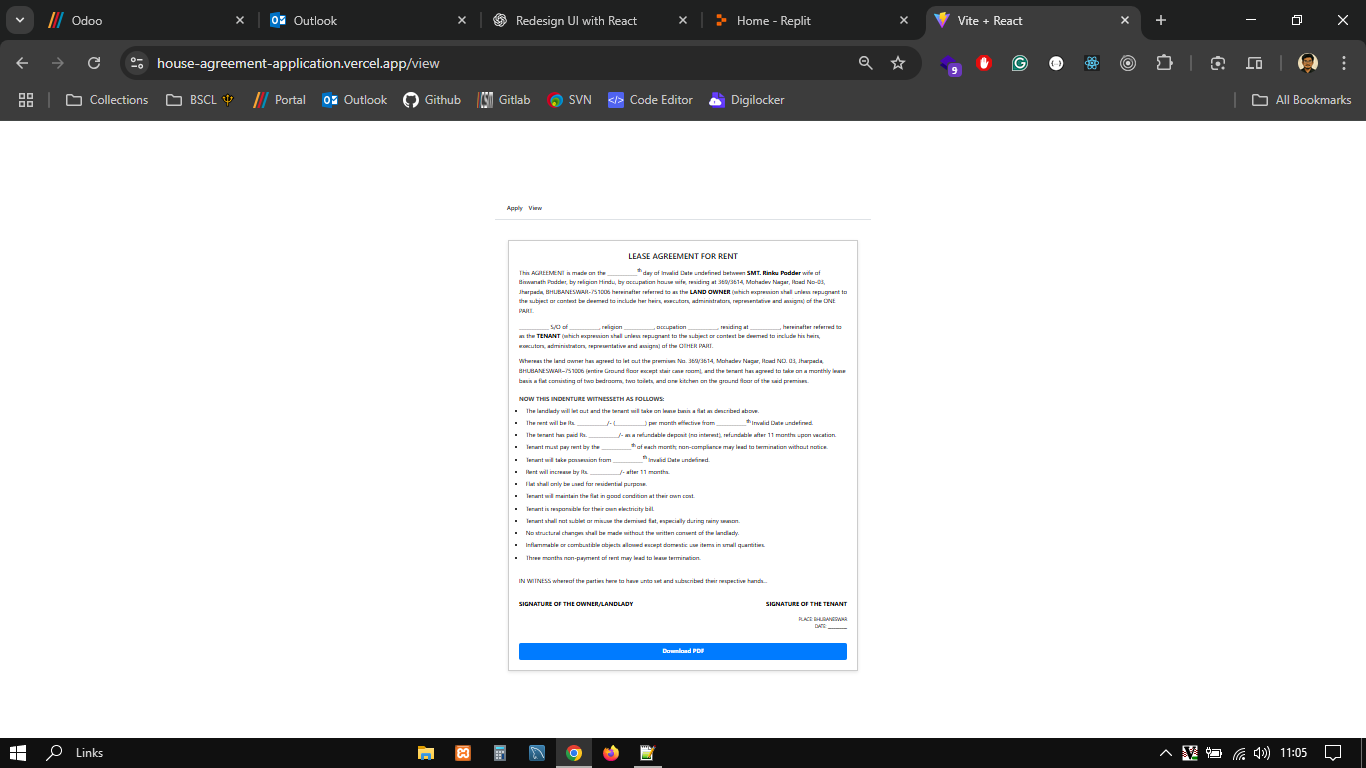 Odoo
Outlook
Redesign UI with React
Home - Replit
Vite + React
house-agreement-application.vercel.app/view
9
Collections
BSCL
Portal
Outlook
Github
Gitlab
SVN
Code Editor
Digilocker
All Bookmarks
Apply View
LEASE AGREEMENT FOR RENT
This AGREEMENT is made on the __________th day of Invalid Date undefined between SMT. Rinku Podder wife of
Biswanath Podder, by religion Hindu, by occupation house wife, residing at 369/3614, Mohadev Nagar, Road No-03,
Jharpada, BHUBANESWAR-751006 hereinafter referred to as the LAND OWNER (which expression shall unless repugnant to
the subject or context be deemed to include her heirs, executors, administrators, representative and assigns) of the ONE
PART.
__________ S/O of __________, religion __________, occupation __________, residing at __________, hereinafter referred to
as the TENANT (which expression shall unless repugnant to the subject or context be deemed to include his heirs,
executors, administrators, representative and assigns) of the OTHER PART.
Whereas the land owner has agreed to let out the premises No. 369/3614, Mohadev Nagar, Road NO. 03, Jharpada,
BHUBANESWAR–751006 (entire Ground floor except stair case room), and the tenant has agreed to take on a monthly lease
basis a flat consisting of two bedrooms, two toilets, and one kitchen on the ground floor of the said premises.
NOW THIS INDENTURE WITNESSETH AS FOLLOWS:
• The landlady will let out and the tenant will take on lease basis a flat as described above.
• The rent will be Rs. __________/- (__________) per month effective from __________th Invalid Date undefined.
• The tenant has paid Rs. __________/- as a refundable deposit (no interest), refundable after 11 months upon vacation.
• Tenant must pay rent by the __________th of each month; non-compliance may lead to termination without notice.
• Tenant will take possession from __________th Invalid Date undefined.
• Rent will increase by Rs. __________/- after 11 months.
• Flat shall only be used for residential purpose.
• Tenant will maintain the flat in good condition at their own cost.
• Tenant is responsible for their own electricity bill.
• Tenant shall not sublet or misuse the demised flat, especially during rainy season.
• No structural changes shall be made without the written consent of the landlady.
• Inflammable or combustible objects allowed except domestic use items in small quantities.
• Three months non-payment of rent may lead to lease termination.
IN WITNESS whereof the parties here to have unto set and subscribed their respective hands...
SIGNATURE OF THE OWNER/LANDLADY
SIGNATURE OF THE TENANT
PLACE: BHUBANESWAR
DATE: ________
Download PDF
Links
11:05